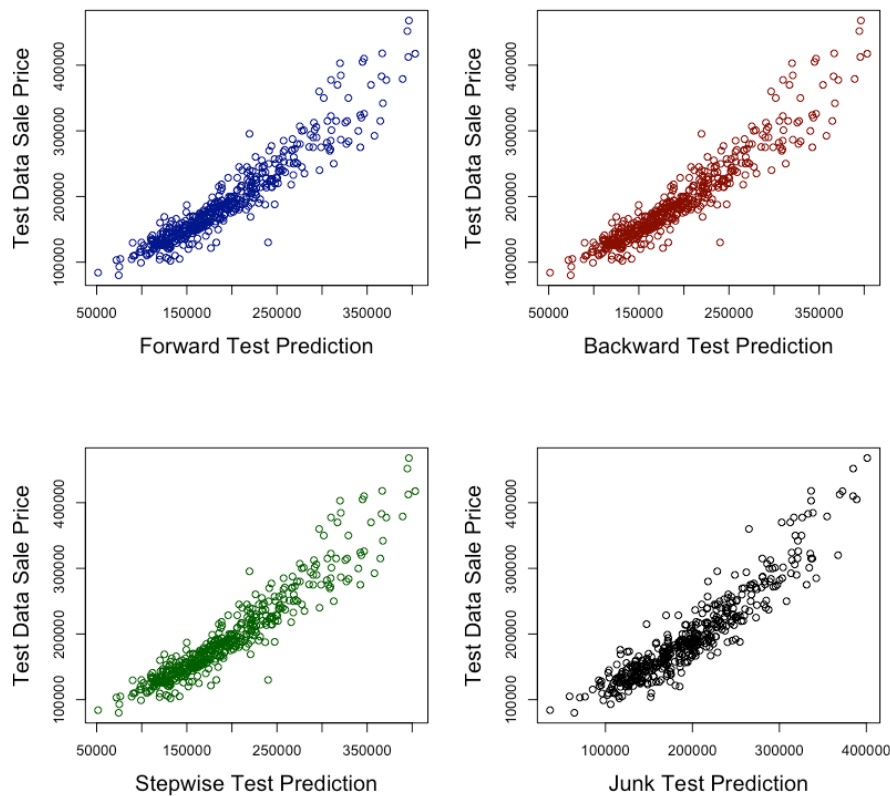 Test Data Sale Price
400000
300000
200000
100000
50000 150000 250000 350000
Forward Test Prediction
Test Data Sale Price
400000
300000
200000
100000
50000 150000 250000 350000
Backward Test Prediction
Test Data Sale Price
400000
300000
200000
100000
50000 150000 250000 350000
Stepwise Test Prediction
Test Data Sale Price
400000
300000
200000
100000
100000 200000 300000 400000
Junk Test Prediction